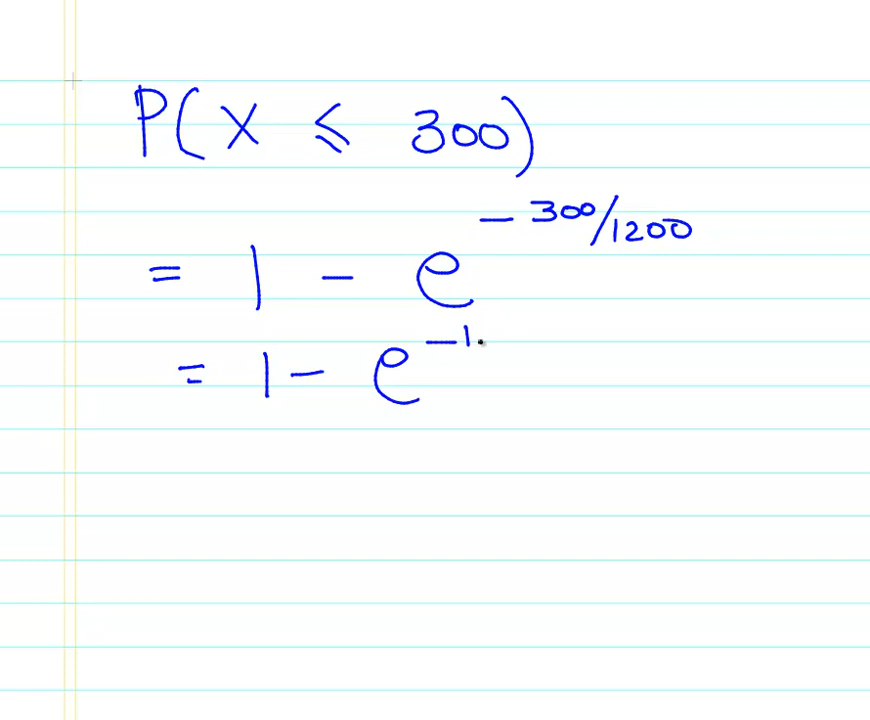 P(X ≤ 300)
= 1 - e^{-300/1200}
= 1 - e^{-1